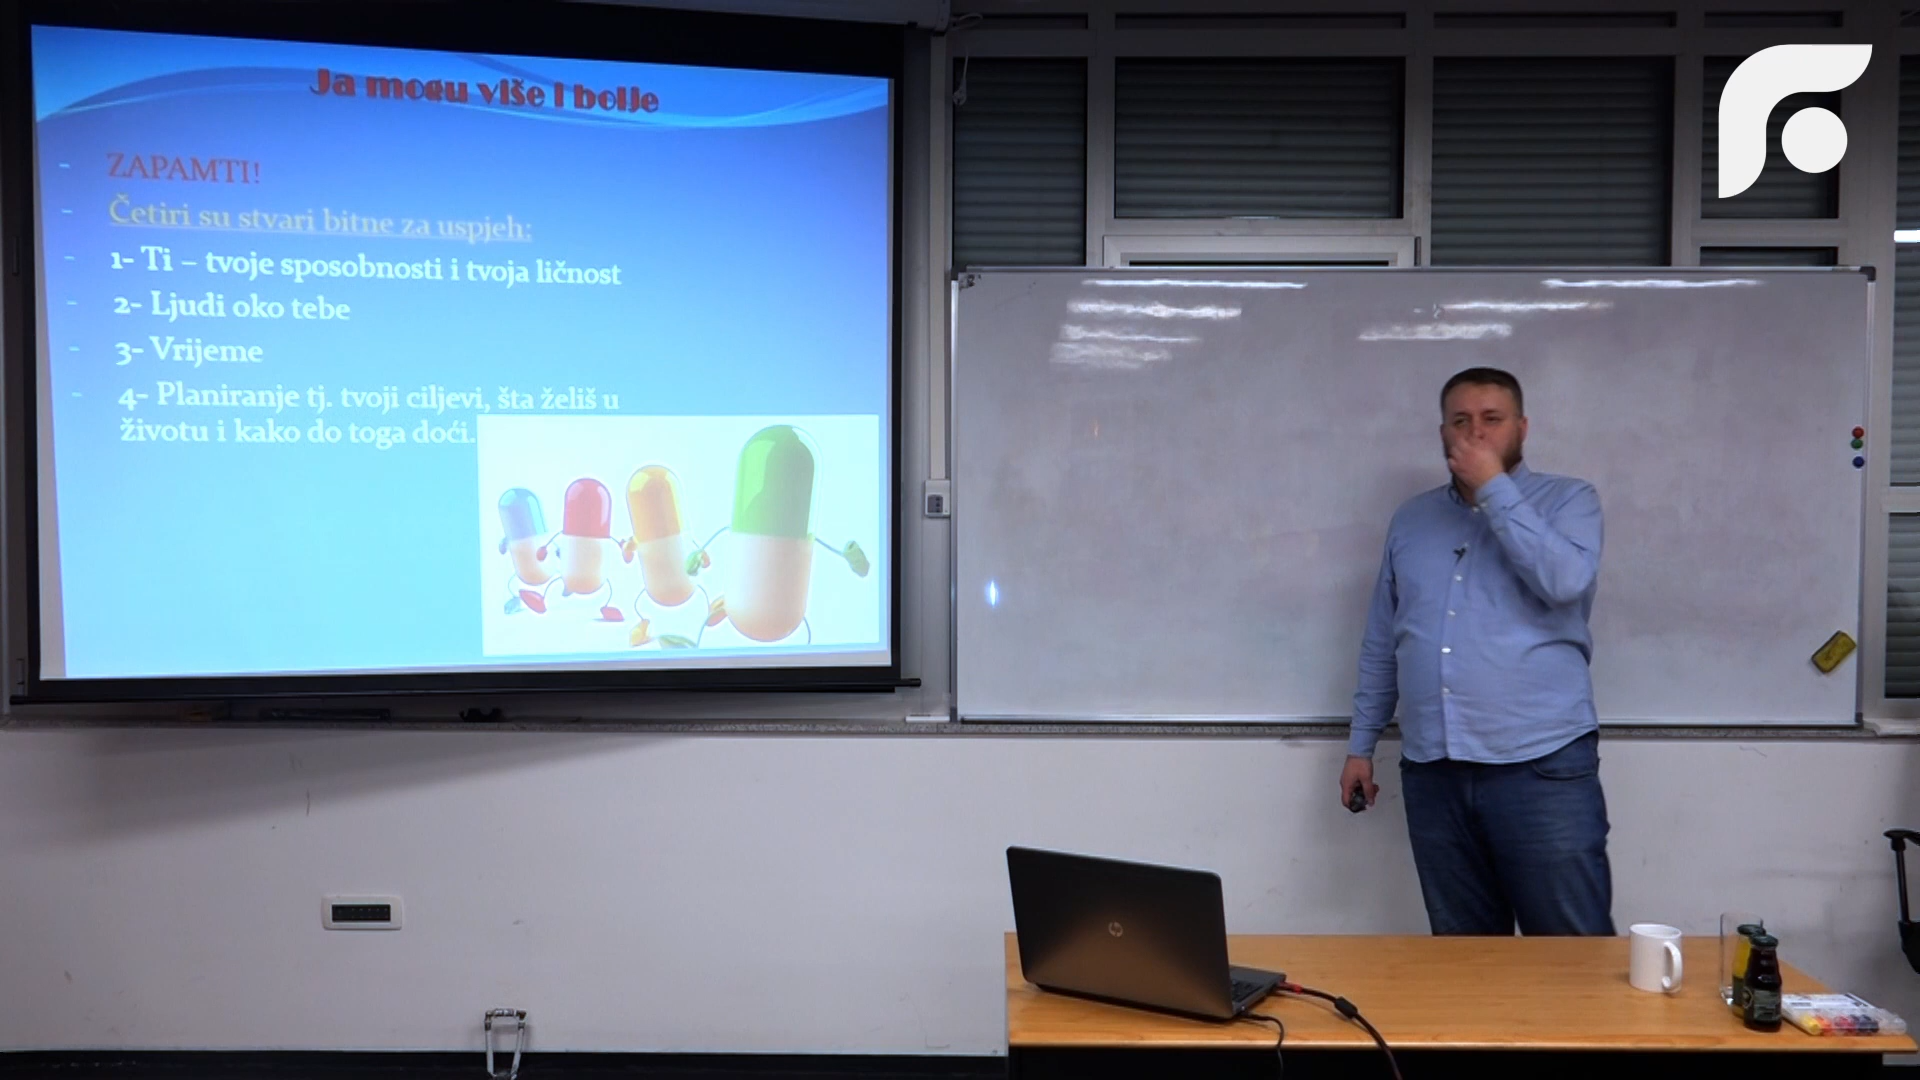 Ja mogu više i bolje
- ZAPAMTI!
- Četiri su stvari bitne za uspjeh:
- 1- Ti – tvoje sposobnosti i tvoja ličnost
- 2- Ljudi oko tebe
- 3- Vrijeme
- 4- Planiranje tj. tvoji ciljevi, šta želiš u
životu i kako do toga doći.
hp